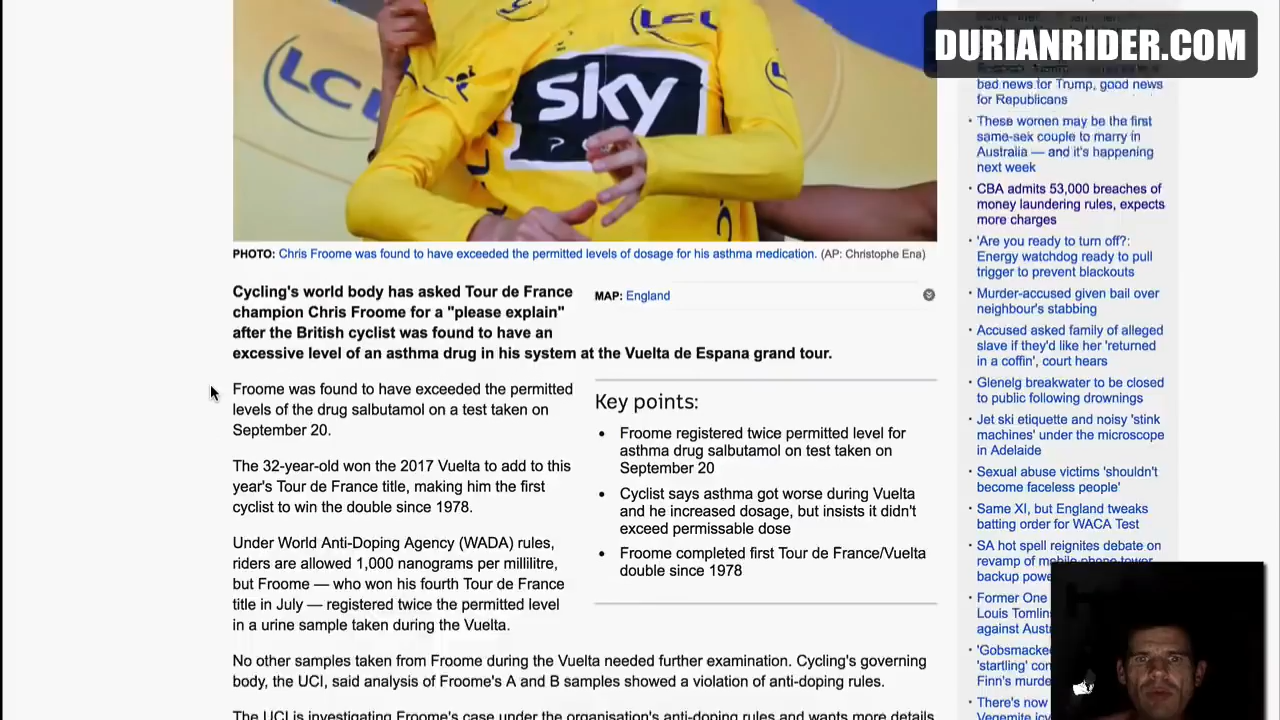 DURIANRIDER.COM
LCL
LCL
sky
PHOTO: Chris Froome was found to have exceeded the permitted levels of dosage for his asthma medication. (AP: Christophe Ena)
Cycling's world body has asked Tour de France
champion Chris Froome for a "please explain"
after the British cyclist was found to have an
excessive level of an asthma drug in his system at the Vuelta de Espana grand tour.
MAP: England
Froome was found to have exceeded the permitted
levels of the drug salbutamol on a test taken on
September 20.
The 32-year-old won the 2017 Vuelta to add to this
year's Tour de France title, making him the first
cyclist to win the double since 1978.
Under World Anti-Doping Agency (WADA) rules,
riders are allowed 1,000 nanograms per millilitre,
but Froome — who won his fourth Tour de France
title in July — registered twice the permitted level
in a urine sample taken during the Vuelta.
Key points:
• Froome registered twice permitted level for
asthma drug salbutamol on test taken on
September 20
• Cyclist says asthma got worse during Vuelta
and he increased dosage, but insists it didn't
exceed permissable dose
• Froome completed first Tour de France/Vuelta
double since 1978
No other samples taken from Froome during the Vuelta needed further examination. Cycling's governing
body, the UCI, said analysis of Froome's A and B samples showed a violation of anti-doping rules.
The UCI is investigating Froome's case under the organisation's anti-doping rules and wants more details
bad news for Trump, good news
for Republicans
• These women may be the first
same-sex couple to marry in
Australia — and it's happening
next week
• CBA admits 53,000 breaches of
money laundering rules, expects
more charges
• 'Are you ready to turn off?':
Energy watchdog ready to pull
trigger to prevent blackouts
• Murder-accused given bail over
neighbour's stabbing
• Accused asked family of alleged
slave if they'd like her 'returned
in a coffin', court hears
• Glenelg breakwater to be closed
to public following drownings
• Jet ski etiquette and noisy 'stink
machines' under the microscope
in Adelaide
• Sexual abuse victims 'shouldn't
become faceless people'
• Same XI, but England tweaks
batting order for WACA Test
• SA hot spell reignites debate on
revamp of mobile phone tower
backup
• Former One
Louis
against
• 'Gobsmacked
'startling'
Finn's
• There's now
Vegemite